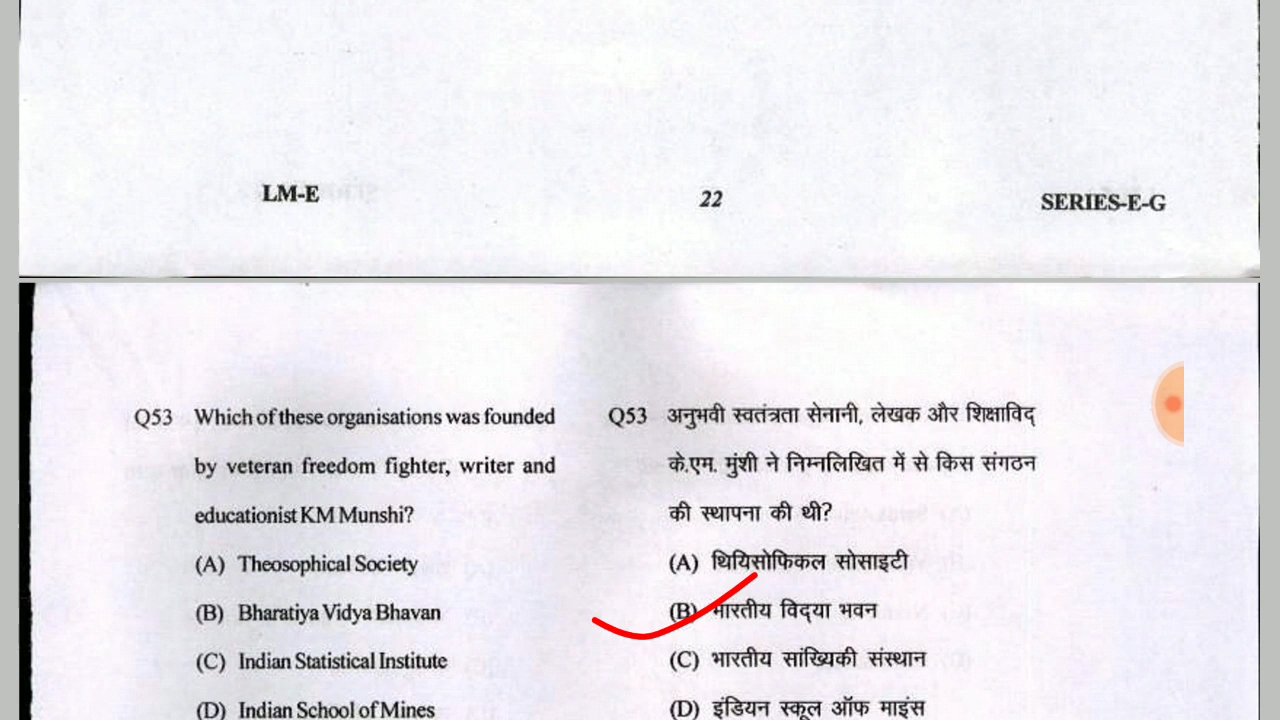 LM-E
22
SERIES-E-G
Q53 Which of these organisations was founded
by veteran freedom fighter, writer and
educationist KM Munshi?
(A) Theosophical Society
(B) Bharatiya Vidya Bhavan
(C) Indian Statistical Institute
(D) Indian School of Mines
Q53 अनुभवी स्वतंत्रता सेनानी, लेखक और शिक्षाविद्
के.एम. मुंशी ने निम्नलिखित में से किस संगठन
की स्थापना की थी?
(A) थियिसोफिकल सोसाइटी
(B) भारतीय विद्या भवन
(C) भारतीय सांख्यिकी संस्थान
(D) इंडियन स्कूल ऑफ माइंस